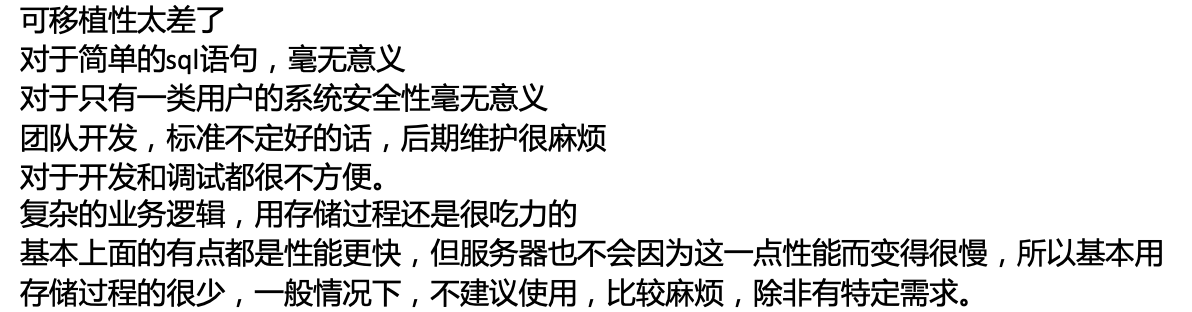 可移植性太差了
对于简单的sql语句，毫无意义
对于只有一类用户的系统安全性毫无意义
团队开发，标准不定好的话，后期维护很麻烦
对于开发和调试都很不方便。
复杂的业务逻辑，用存储过程还是很吃力的
基本上面的有点都是性能更快，但服务器也不会因为这一点性能而变得很慢，所以基本用
存储过程的很少，一般情况下，不建议使用，比较麻烦，除非有特定需求。